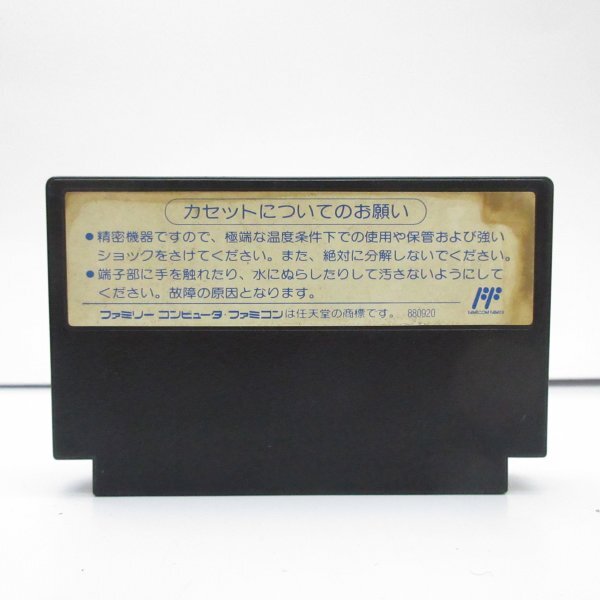 カセットについてのお願い
●精密機器ですので、極端な温度条件下での使用や保管および強い
ショックをさけてください。また、絶対に分解しないでください。
●端子部に手を触れたり、水にぬらしたりして汚さないようにして
ください。故障の原因となります。
ファミリーコンピュータ・ファミコンは任天堂の商標です。 880920
FF
FAMICOM FAMILY